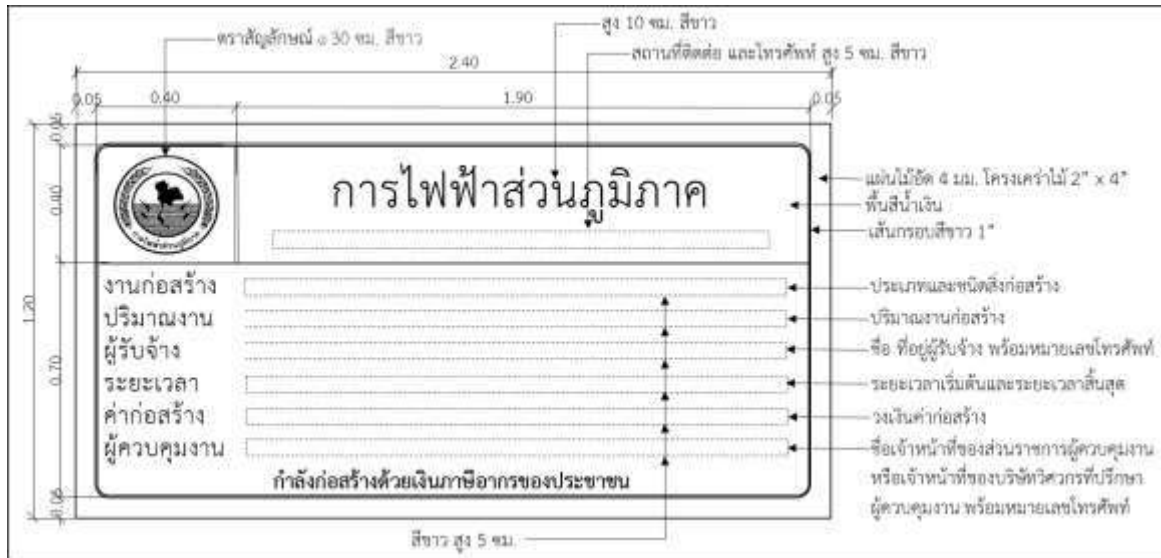 สูง 10 ซม. สีขาว
ตราสัญลักษณ์ ๑ 30 ซม. สีขาว
สถานที่ติดต่อ และโทรศัพท์ สูง 5 ซม. สีขาว
2.40
0.05 0.40 1.90 0.05
0.05
0.40
1.20
0.70
0.05
การไฟฟ้าส่วนภูมิภาค
แผ่นไม้อัด 4 มม. โครงเคร่าไม้ 2" x 4"
พื้นสีน้ำเงิน
เส้นกรอบสีขาว 1"
การไฟฟ้าส่วนภูมิภาค
งานก่อสร้าง
ประเภทและชนิดสิ่งก่อสร้าง
ปริมาณงาน
ปริมาณงานก่อสร้าง
ผู้รับจ้าง
ชื่อ ที่อยู่ผู้รับจ้าง พร้อมหมายเลขโทรศัพท์
ระยะเวลา
ระยะเวลาเริ่มต้นและระยะเวลาสิ้นสุด
ค่าก่อสร้าง
วงเงินค่าก่อสร้าง
ผู้ควบคุมงาน
ชื่อเจ้าหน้าที่ของส่วนราชการผู้ควบคุมงาน
หรือเจ้าหน้าที่ของบริษัทวิศวกรที่ปรึกษา
ผู้ควบคุมงาน พร้อมหมายเลขโทรศัพท์
กำลังก่อสร้างด้วยเงินภาษีอากรของประชาชน
สีขาว สูง 5 ซม.